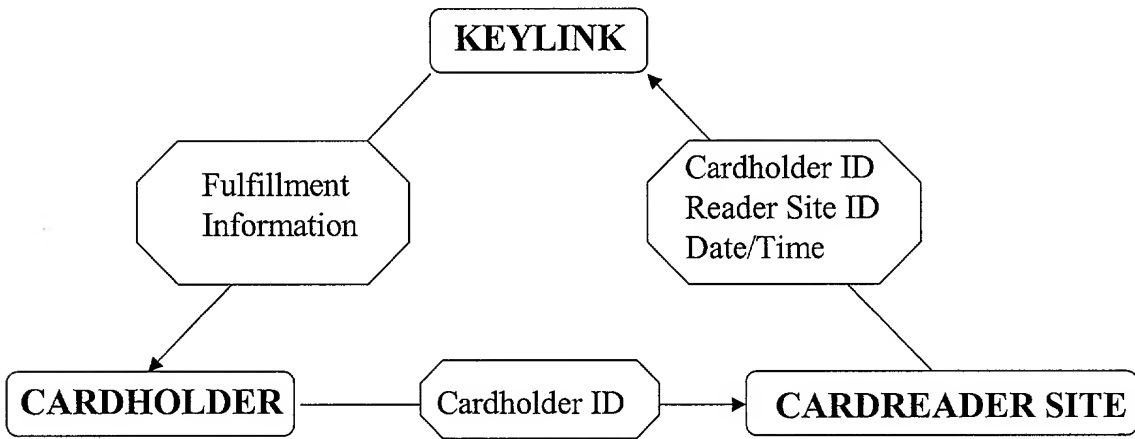 KEYLINK
Fulfillment
Information
Cardholder ID
Reader Site ID
Date/Time
CARDHOLDER
Cardholder ID
CARDREADER SITE